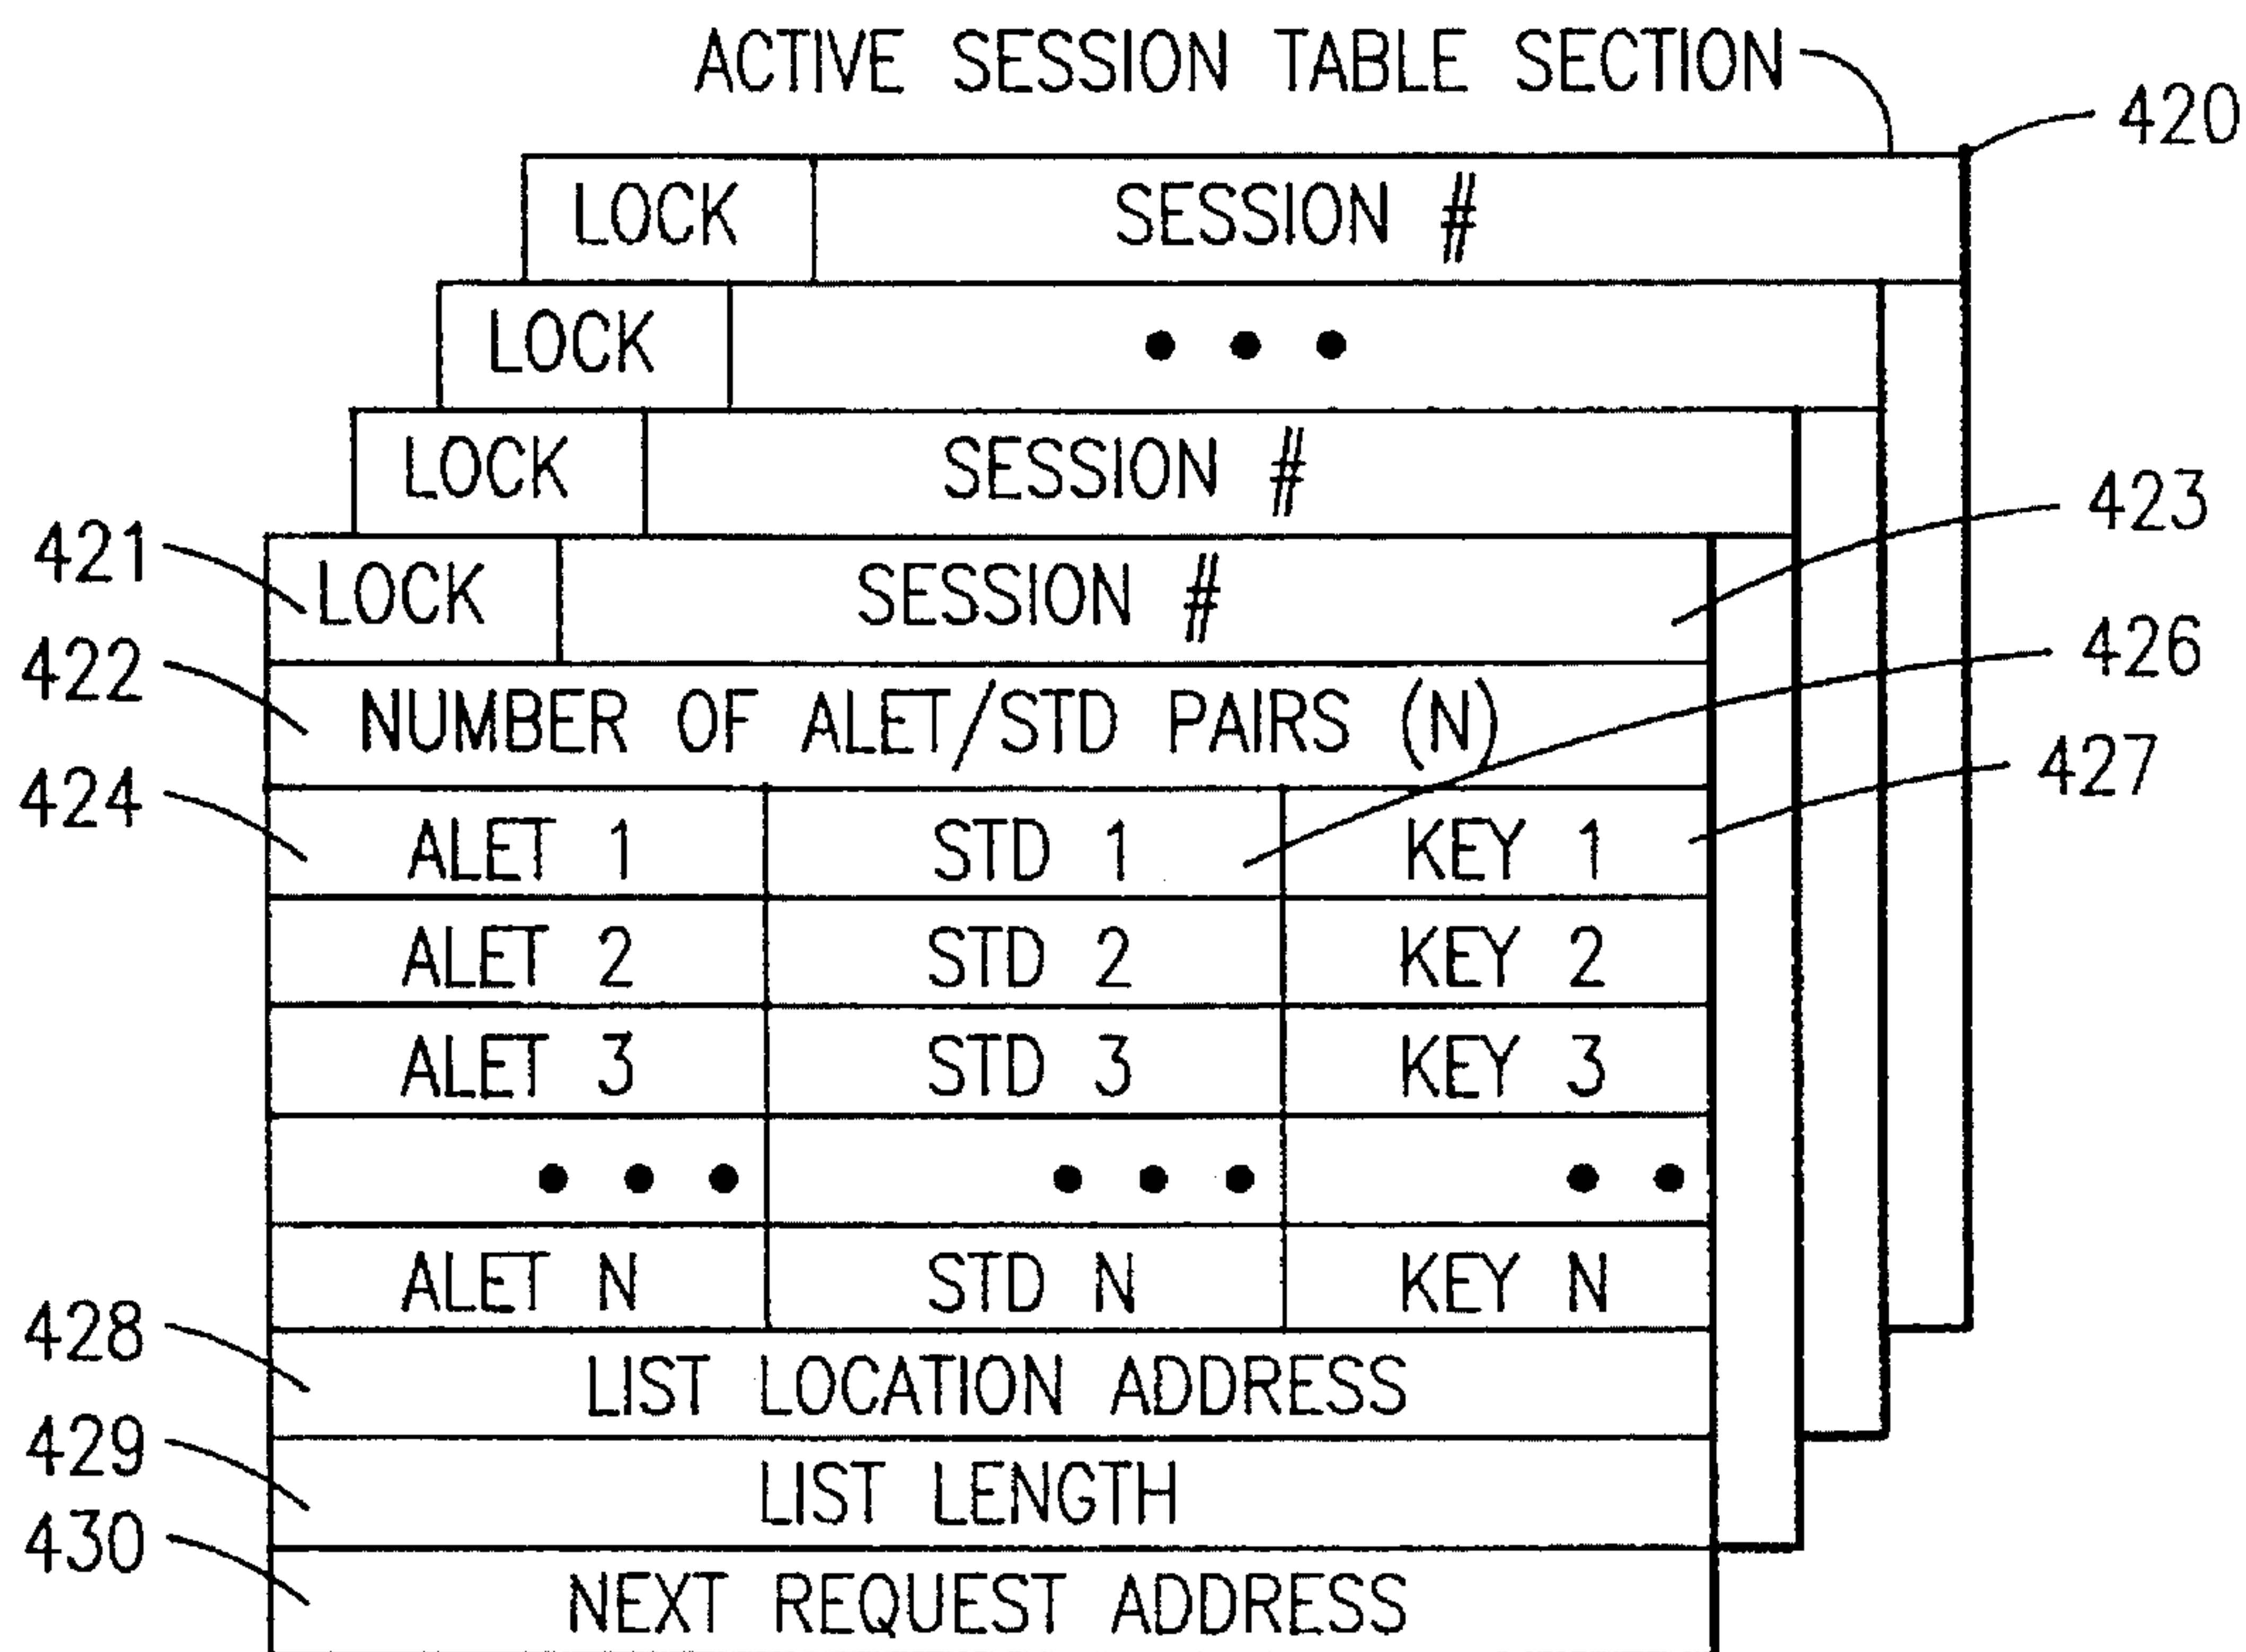 ACTIVE SESSION TABLE SECTION
420
LOCK SESSION #
LOCK • • •
LOCK SESSION #
423
421 LOCK SESSION #
426
422 NUMBER OF ALET/STD PAIRS (N)
427
424 ALET 1 STD 1 KEY 1
ALET 2 STD 2 KEY 2
ALET 3 STD 3 KEY 3
• • • • • • • •
ALET N STD N KEY N
428 LIST LOCATION ADDRESS
429 LIST LENGTH
430 NEXT REQUEST ADDRESS